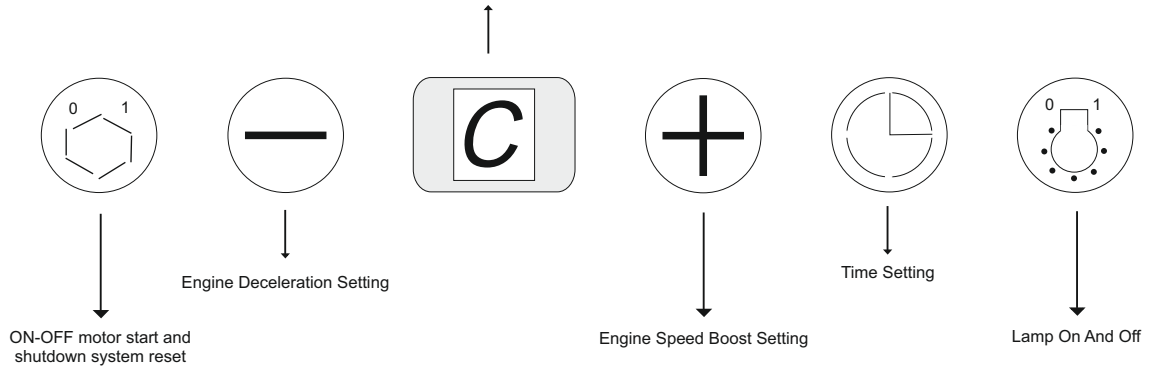 0 1
C
0 1
Engine Deceleration Setting
Time Setting
ON-OFF motor start and
shutdown system reset
Engine Speed Boost Setting
Lamp On And Off